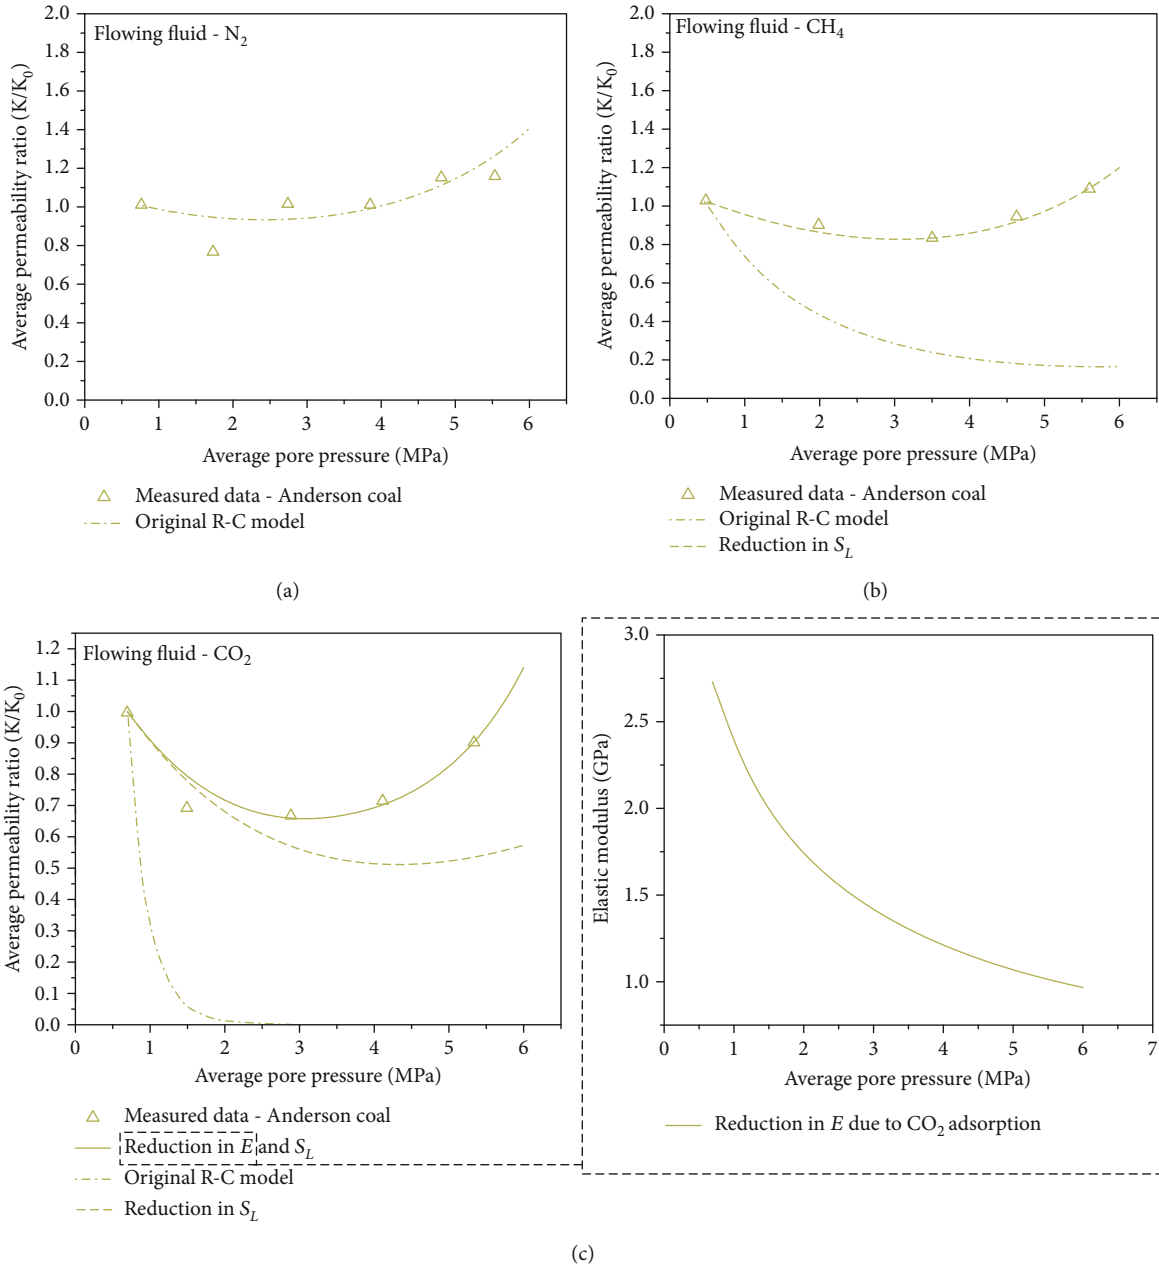 Flowing fluid - N₂
Average permeability ratio (K/K₀)
2.0
1.8
1.6
1.4
1.2
1.0
0.8
0.6
0.4
0.2
0.0
0 1 2 3 4 5 6
Average pore pressure (MPa)
Measured data - Anderson coal
Original R-C model
(a)
Flowing fluid - CH₄
Average permeability ratio (K/K₀)
2.0
1.8
1.6
1.4
1.2
1.0
0.8
0.6
0.4
0.2
0.0
0 1 2 3 4 5 6
Average pore pressure (MPa)
Measured data - Anderson coal
Original R-C model
Reduction in S_L
(b)
Flowing fluid - CO₂
Average permeability ratio (K/K₀)
1.2
1.1
1.0
0.9
0.8
0.7
0.6
0.5
0.4
0.3
0.2
0.1
0.0
0 1 2 3 4 5 6
Average pore pressure (MPa)
Measured data - Anderson coal
Reduction in E and S_L
Original R-C model
Reduction in S_L
Elastic modulus (GPa)
3.0
2.5
2.0
1.5
1.0
0 1 2 3 4 5 6 7
Average pore pressure (MPa)
Reduction in E due to CO₂ adsorption
(c)